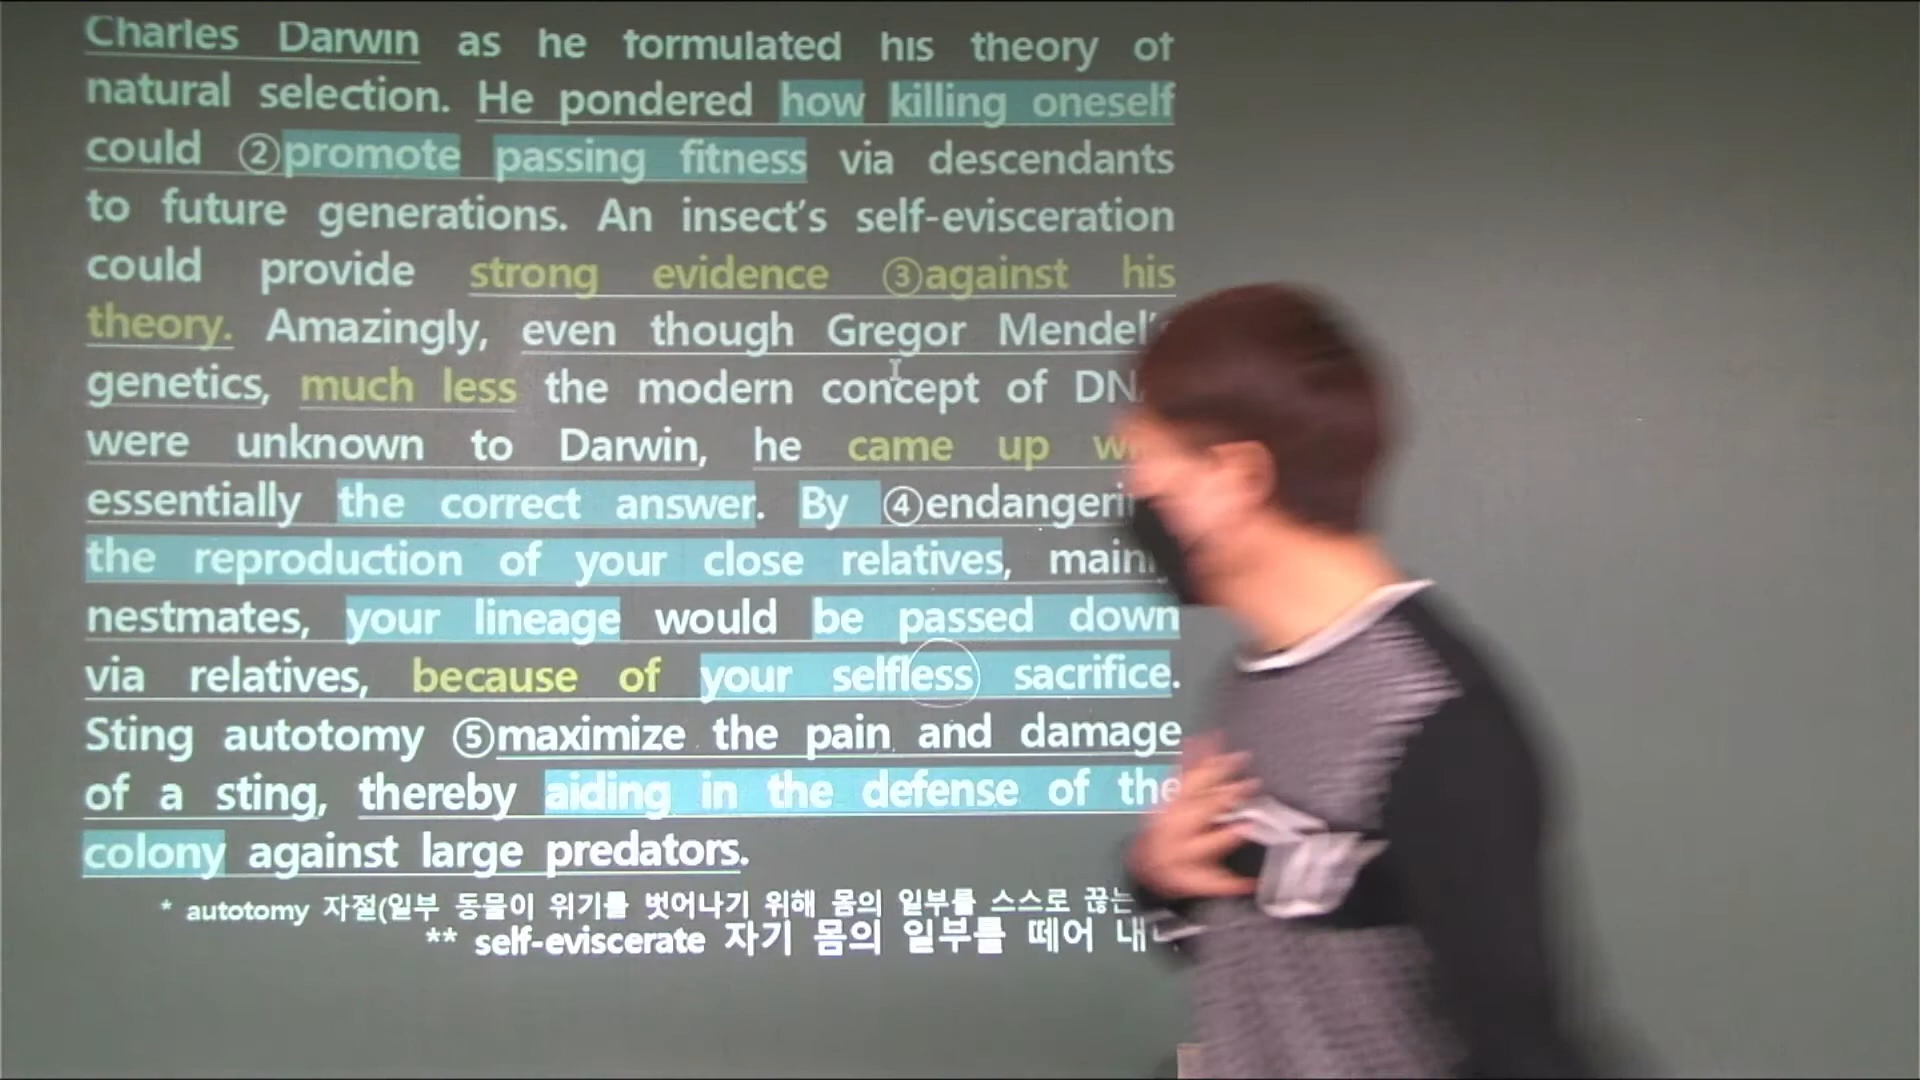 Charles Darwin as he formulated his theory of
natural selection. He pondered how killing oneself
could ②promote passing fitness via descendants
to future generations. An insect's self-evisceration
could provide strong evidence ③against his
theory. Amazingly, even though Gregor Mendel's
genetics, much less the modern concept of
were unknown to Darwin, he came up
essentially the correct answer. By
the reproduction of your close relatives,
nestmates, your lineage would be passed down
via relatives, because of your selfless sacrifice.
Sting autotomy ⑤maximize the pain and damage
of a sting, thereby aiding in the defense of the
colony against large predators.
* autotomy 자절(일부 동물이 위기를 벗어나기 위해 몸의 일부를 스스로 끊는
** self-eviscerate 자기 몸의 일부를 떼어